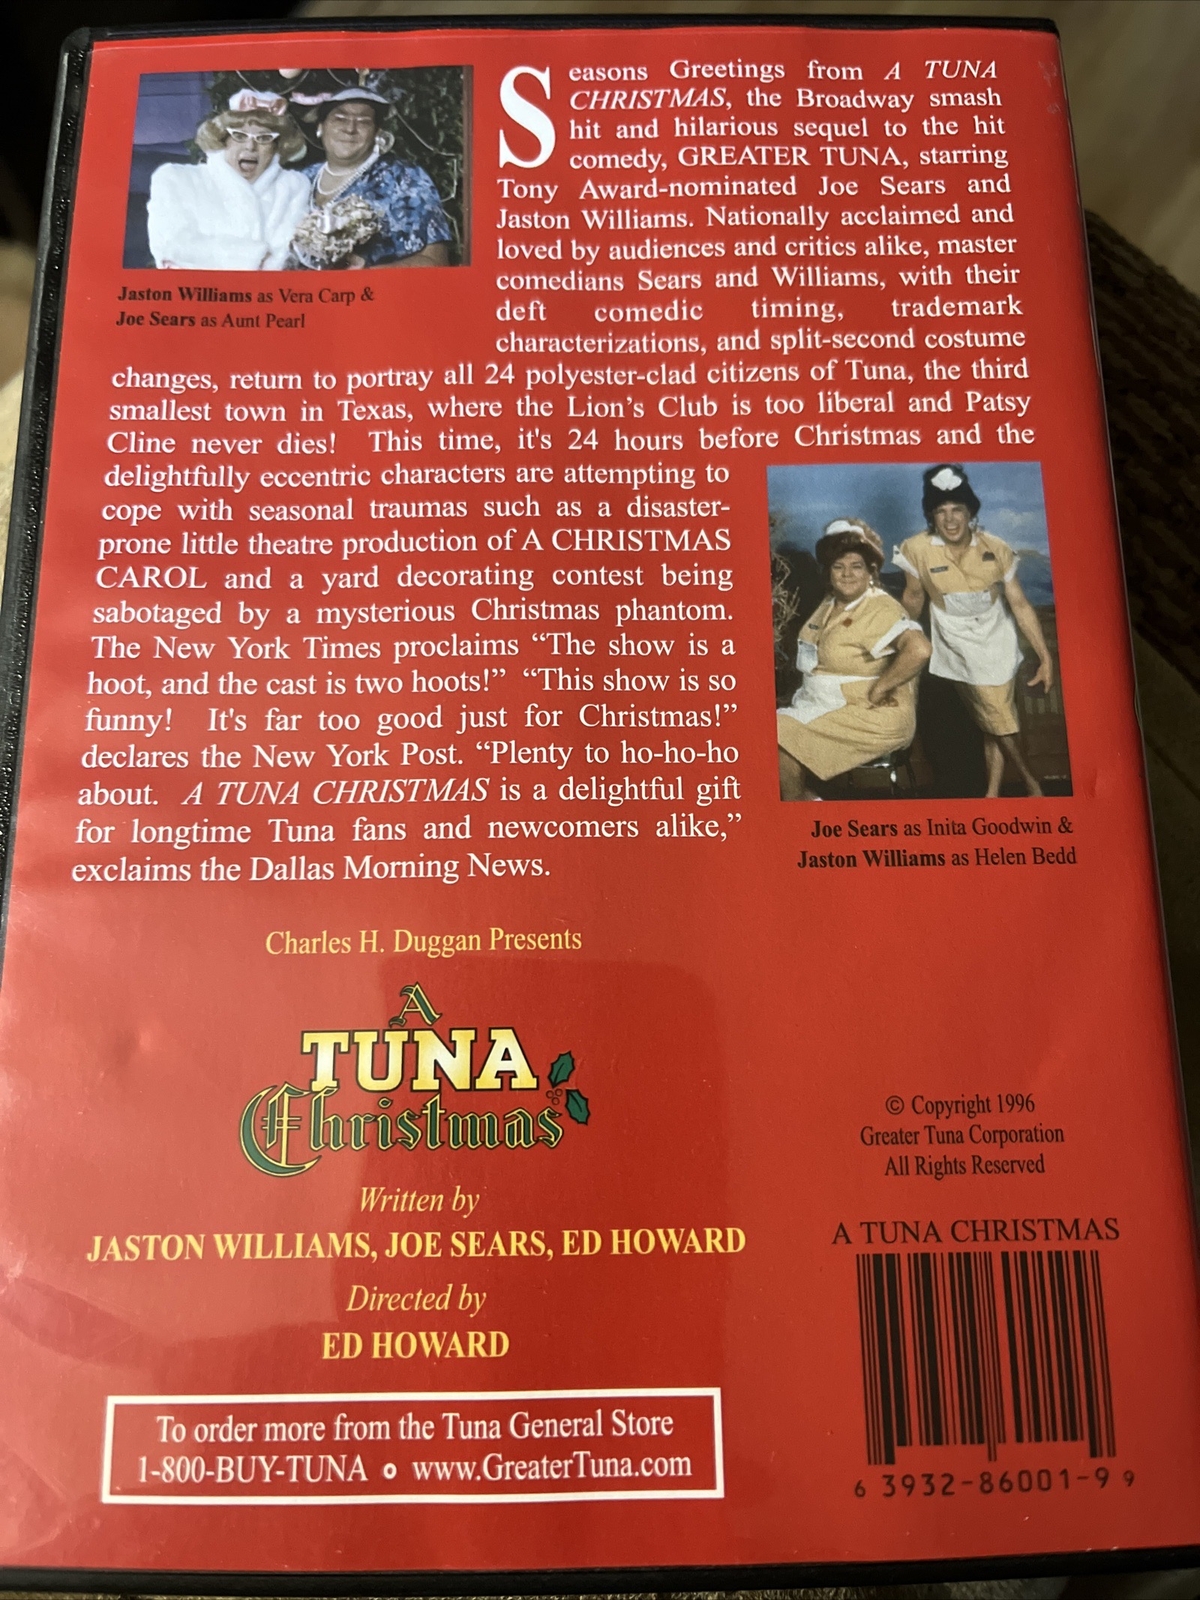 Seasons Greetings from A TUNA
CHRISTMAS, the Broadway smash
hit and hilarious sequel to the hit
comedy, GREATER TUNA, starring
Tony Award-nominated Joe Sears and
Jaston Williams. Nationally acclaimed and
loved by audiences and critics alike, master
comedians Sears and Williams, with their
deft comedic timing, trademark
characterizations, and split-second costume
changes, return to portray all 24 polyester-clad citizens of Tuna, the third
smallest town in Texas, where the Lion's Club is too liberal and Patsy
Cline never dies! This time, it's 24 hours before Christmas and the
delightfully eccentric characters are attempting to
cope with seasonal traumas such as a disaster-
prone little theatre production of A CHRISTMAS
CAROL and a yard decorating contest being
sabotaged by a mysterious Christmas phantom.
The New York Times proclaims “The show is a
hoot, and the cast is two hoots!” “This show is so
funny! It's far too good just for Christmas!”
declares the New York Post. “Plenty to ho-ho-ho
about. A TUNA CHRISTMAS is a delightful gift
for longtime Tuna fans and newcomers alike,”
exclaims the Dallas Morning News.
Jaston Williams as Vera Carp &
Joe Sears as Aunt Pearl
Joe Sears as Inita Goodwin &
Jaston Williams as Helen Bedd
Charles H. Duggan Presents
A
TUNA
Christmas
Written by
JASTON WILLIAMS, JOE SEARS, ED HOWARD
Directed by
ED HOWARD
To order more from the Tuna General Store
1-800-BUY-TUNA • www.GreaterTuna.com
© Copyright 1996
Greater Tuna Corporation
All Rights Reserved
A TUNA CHRISTMAS
6 3932-86001-9 9